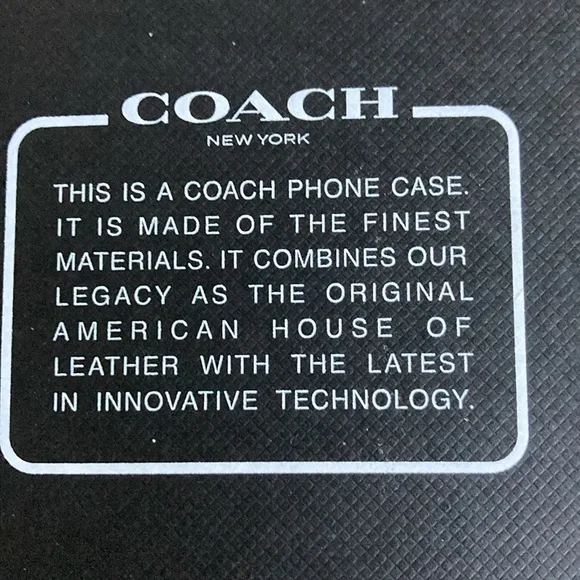 COACH
NEW YORK
THIS IS A COACH PHONE CASE.
IT IS MADE OF THE FINEST
MATERIALS. IT COMBINES OUR
LEGACY AS THE ORIGINAL
AMERICAN HOUSE OF
LEATHER WITH THE LATEST
IN INNOVATIVE TECHNOLOGY.